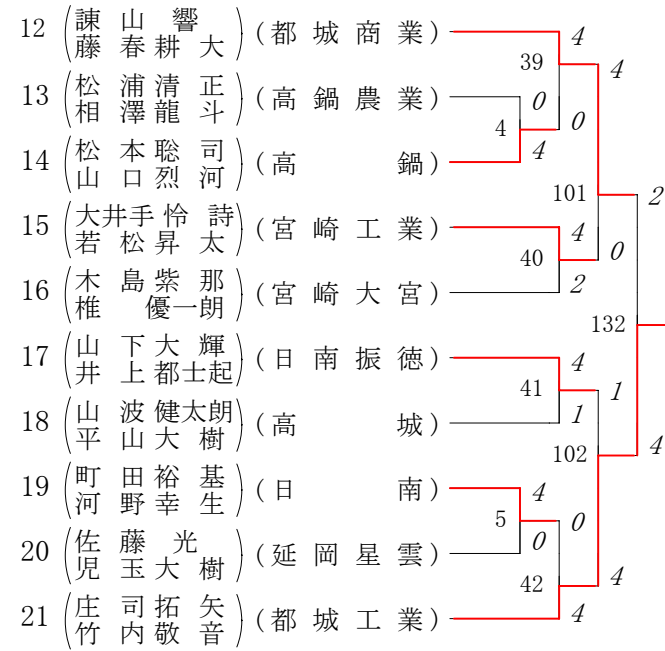 12 (諌山 響 藤春耕大) (都城商業)
13 (松浦清正 相澤龍斗) (高鍋農業)
14 (松本聡司 山口烈河) (高鍋)
15 (大井手怜詩 若松昇太) (宮崎工業)
16 (木島紫那 椎優一朗) (宮崎大宮)
17 (山下大輝 井上都士起) (日南振徳)
18 (山波健太朗 平山大樹) (高城)
19 (町田裕基 河野幸生) (日南)
20 (佐藤光 児玉大樹) (延岡星雲)
21 (庄司拓矢 竹内敬音) (都城工業)
4
39
4
0
0
4
4
101
2
4
0
40
2
132
4
1
41
1
102
4
4
5
0
0
42
4
4